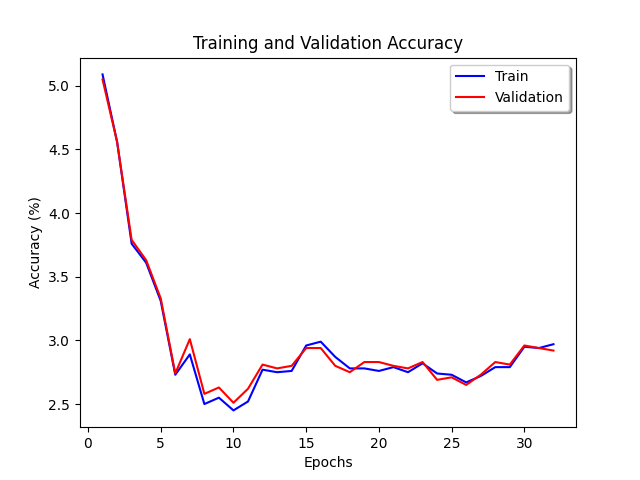 Training and Validation Accuracy
Train
Validation
Accuracy (%)
5.0
4.5
4.0
3.5
3.0
2.5
0 5 10 15 20 25 30
Epochs